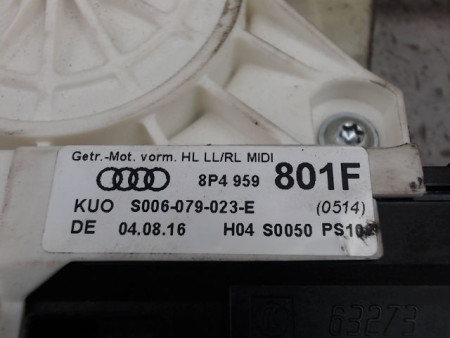 Getr.-Mot. vorm. HL LL/RL MIDI
8P4 959 801F
KUO S006-079-023-E (0514)
DE 04.08.16 H04 S0050
63273